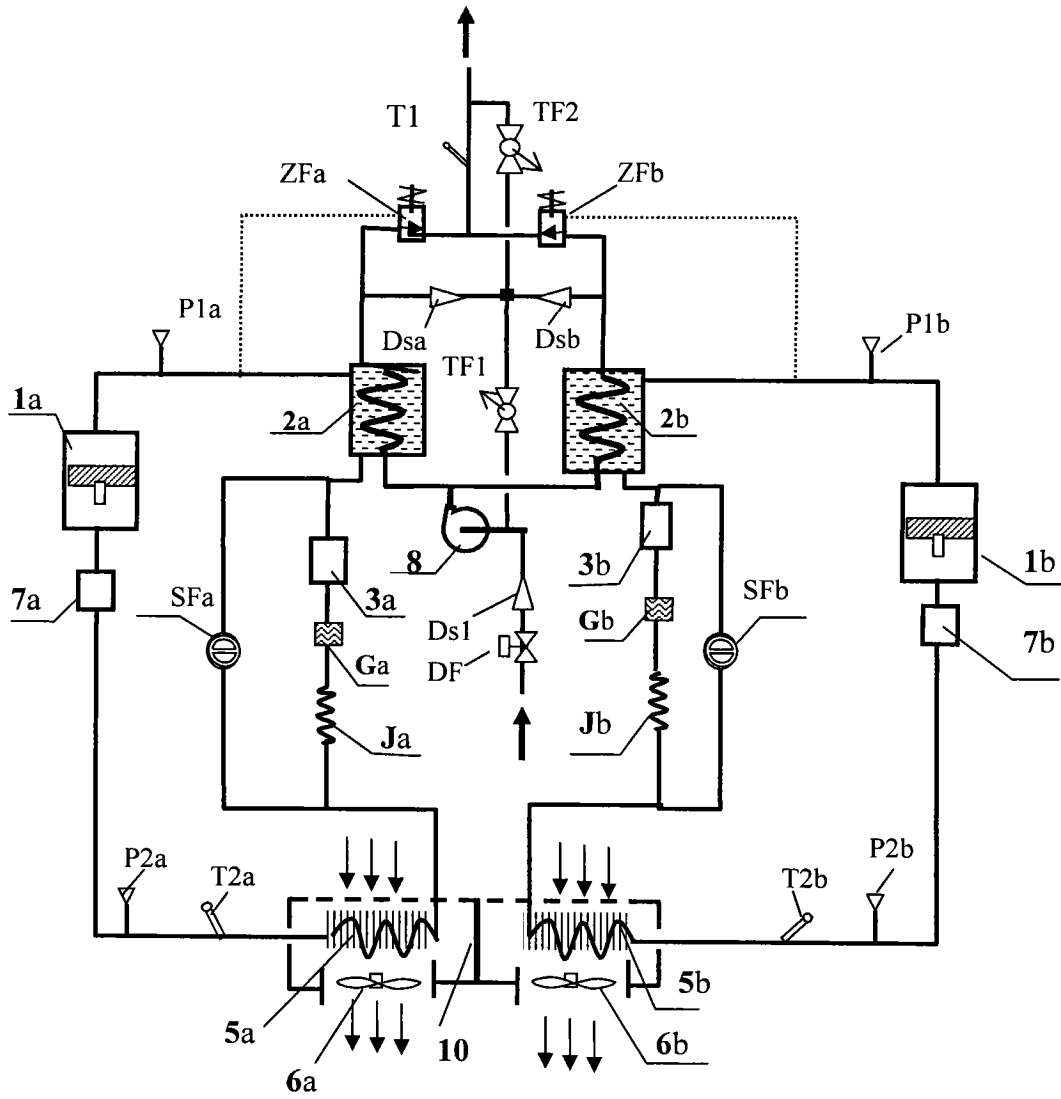 T1
TF2
ZFa
ZFb
P1a
Dsa
Dsb
P1b
TF1
1a
2a
2b
8
3b
1b
7a
SFa
3a
Ds1
Gb
SFb
Ga
DF
7b
Ja
Jb
P2a
T2a
T2b
P2b
5a
10
5b
6a
6b